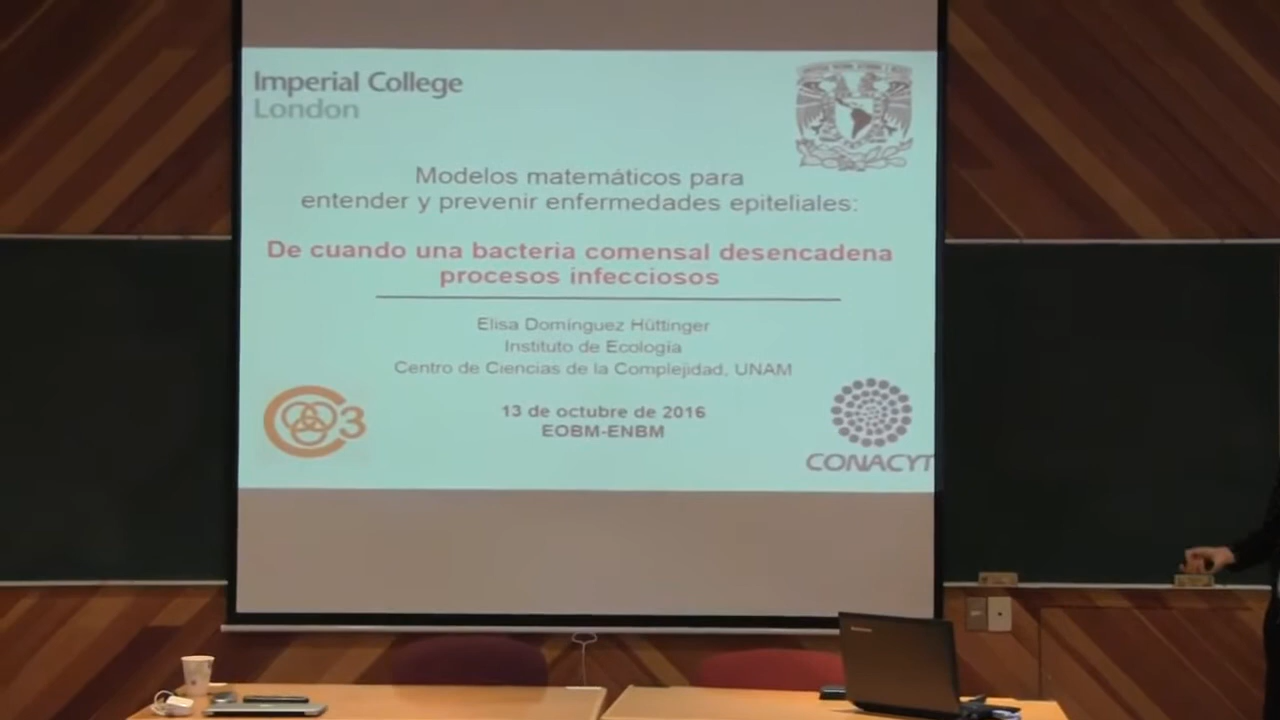 Imperial College
London
Modelos matemáticos para
entender y prevenir enfermedades epiteliales:
De cuando una bacteria comensal desencadena
procesos infecciosos
Elisa Domínguez Hüttinger
Instituto de Ecología
Centro de Ciencias de la Complejidad, UNAM
13 de octubre de 2016
EOBM-ENBM
C3
CONACYT